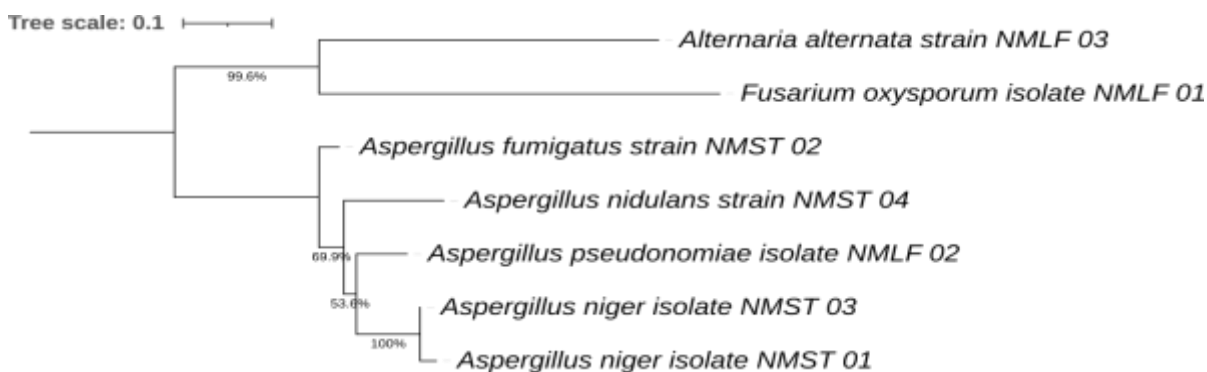 Tree scale: 0.1
Alternaria alternata strain NMLF 03
99.6%
Fusarium oxysporum isolate NMLF 01
Aspergillus fumigatus strain NMST 02
Aspergillus nidulans strain NMST 04
69.9%
Aspergillus pseudonomiae isolate NMLF 02
53.6%
Aspergillus niger isolate NMST 03
100%
Aspergillus niger isolate NMST 01